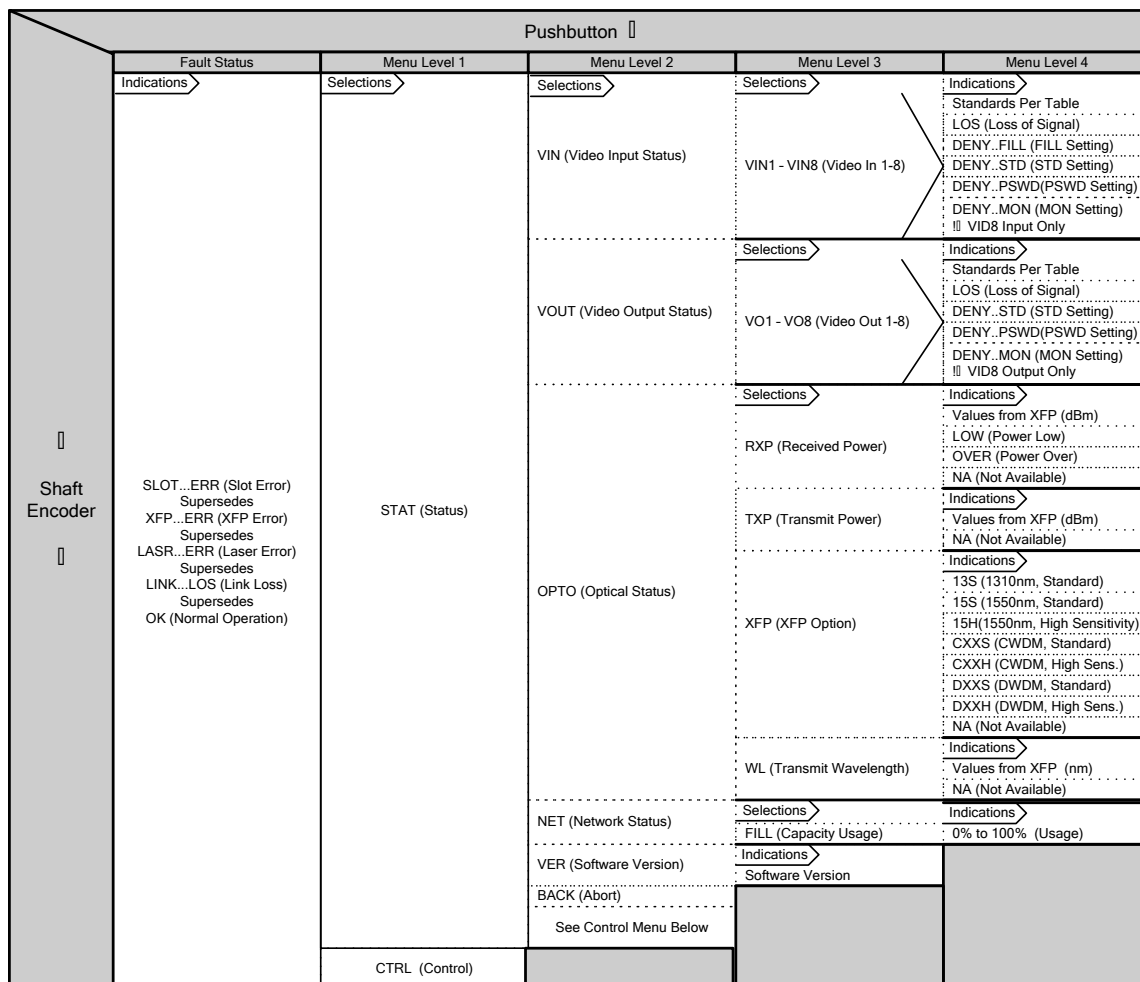 Pushbutton
Fault Status
Menu Level 1
Menu Level 2
Menu Level 3
Menu Level 4
Shaft
Encoder
Indications
SLOT...ERR (Slot Error)
Supersedes
XFP...ERR (XFP Error)
Supersedes
LASR...ERR (Laser Error)
Supersedes
LINK...LOS (Link Loss)
Supersedes
OK (Normal Operation)
Selections
STAT (Status)
Selections
VIN (Video Input Status)
Selections
VIN1 - VIN8 (Video In 1-8)
Indications
Standards Per Table
LOS (Loss of Signal)
DENY..FILL (FILL Setting)
DENY..STD (STD Setting)
DENY..PSWD(PSWD Setting)
DENY..MON (MON Setting)
! VID8 Input Only
VOUT (Video Output Status)
Selections
VO1 - VO8 (Video Out 1-8)
Indications
Standards Per Table
LOS (Loss of Signal)
DENY..STD (STD Setting)
DENY..PSWD(PSWD Setting)
DENY..MON (MON Setting)
! VID8 Output Only
OPTO (Optical Status)
Selections
RXP (Received Power)
Indications
Values from XFP (dBm)
LOW (Power Low)
OVER (Power Over)
NA (Not Available)
TXP (Transmit Power)
Indications
Values from XFP (dBm)
NA (Not Available)
XFP (XFP Option)
Indications
13S (1310nm, Standard)
15S (1550nm, Standard)
15H(1550nm, High Sensitivity)
CXXS (CWDM, Standard)
CXXH (CWDM, High Sens.)
DXXS (DWDM, Standard)
DXXH (DWDM, High Sens.)
NA (Not Available)
WL (Transmit Wavelength)
Indications
Values from XFP (nm)
NA (Not Available)
NET (Network Status)
Selections
FILL (Capacity Usage)
Indications
0% to 100% (Usage)
VER (Software Version)
Indications
Software Version
BACK (Abort)
See Control Menu Below
CTRL (Control)